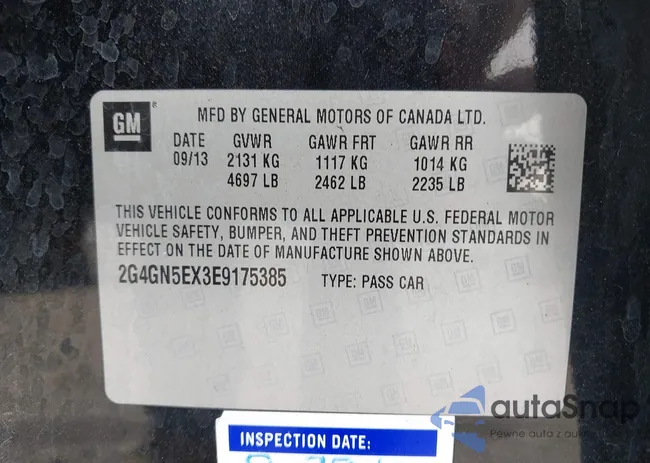 GM ® MFD BY GENERAL MOTORS OF CANADA LTD.
DATE GVWR GAWR FRT GAWR RR
09/13 2131 KG 1117 KG 1014 KG
4697 LB 2462 LB 2235 LB
THIS VEHICLE CONFORMS TO ALL APPLICABLE U.S. FEDERAL MOTOR
VEHICLE SAFETY, BUMPER, AND THEFT PREVENTION STANDARDS IN
EFFECT ON THE DATE OF MANUFACTURE SHOWN ABOVE.
2G4GN5EX3E9175385 TYPE: PASS CAR
autaSnap
Pewne auta z aukcji
INSPECTION DATE: